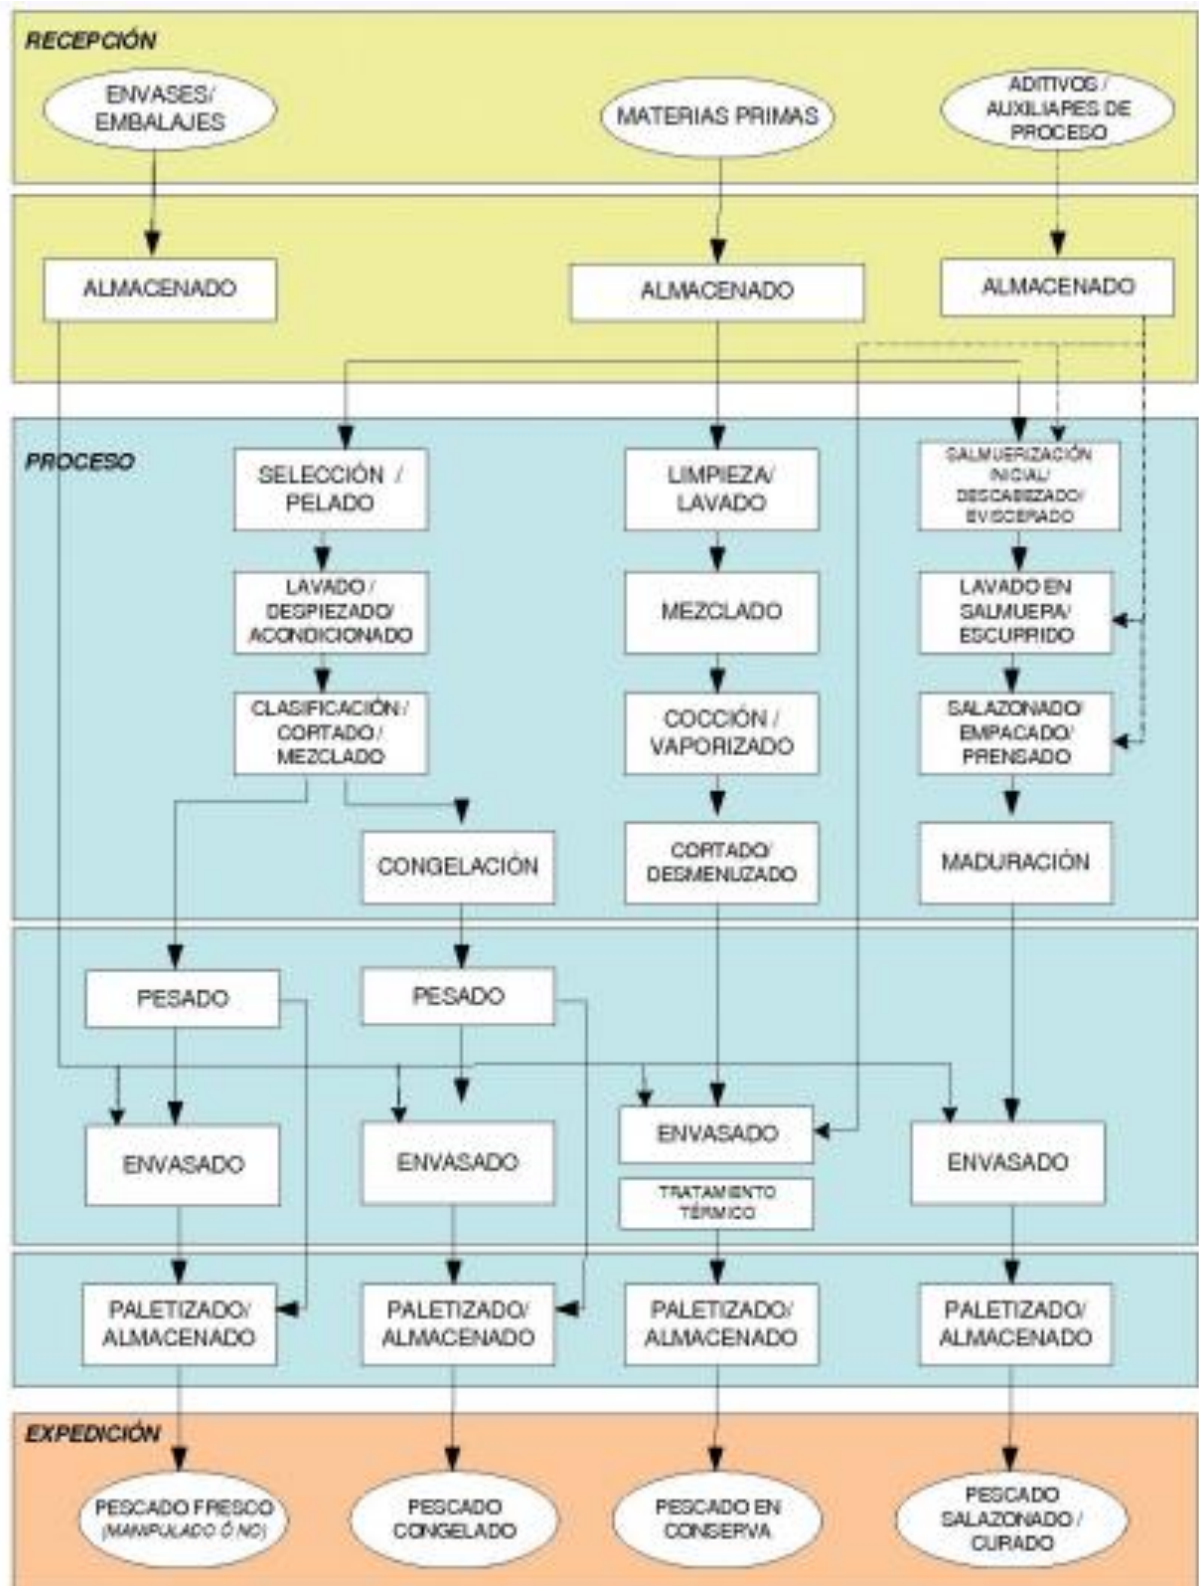 RECEPCIÓN
ENVASES/
EMBALAJES
MATERIAS PRIMAS
ADITIVOS /
AUXILIARES DE
PROCESO
ALMACENADO
ALMACENADO
ALMACENADO
PROCESO
SELECCIÓN /
PELADO
LIMPIEZA/
LAVADO
SALMUERIZACIÓN
INICIAL/
DESCABEZADO/
EVISCERADO
LAVADO /
DESPIEZADO/
ACONDICIONADO
MEZCLADO
LAVADO EN
SALMUERA/
ESCURRIDO
CLASIFICACIÓN /
CORTADO /
MEZCLADO
COCCIÓN /
VAPORIZADO
SALAZONADO/
EMPACADO/
PRENSADO
CONGELACIÓN
CORTADO/
DESMENUZADO
MADURACIÓN
PESADO
PESADO
ENVASADO
ENVASADO
ENVASADO
ENVASADO
TRATAMIENTO
TÉRMICO
PALETIZADO/
ALMACENADO
PALETIZADO/
ALMACENADO
PALETIZADO/
ALMACENADO
PALETIZADO/
ALMACENADO
EXPEDICIÓN
PESCADO FRESCO
(MANIPULADO Ó NO)
PESCADO
CONGELADO
PESCADO EN
CONSERVA
PESCADO
SALAZONADO /
CURADO